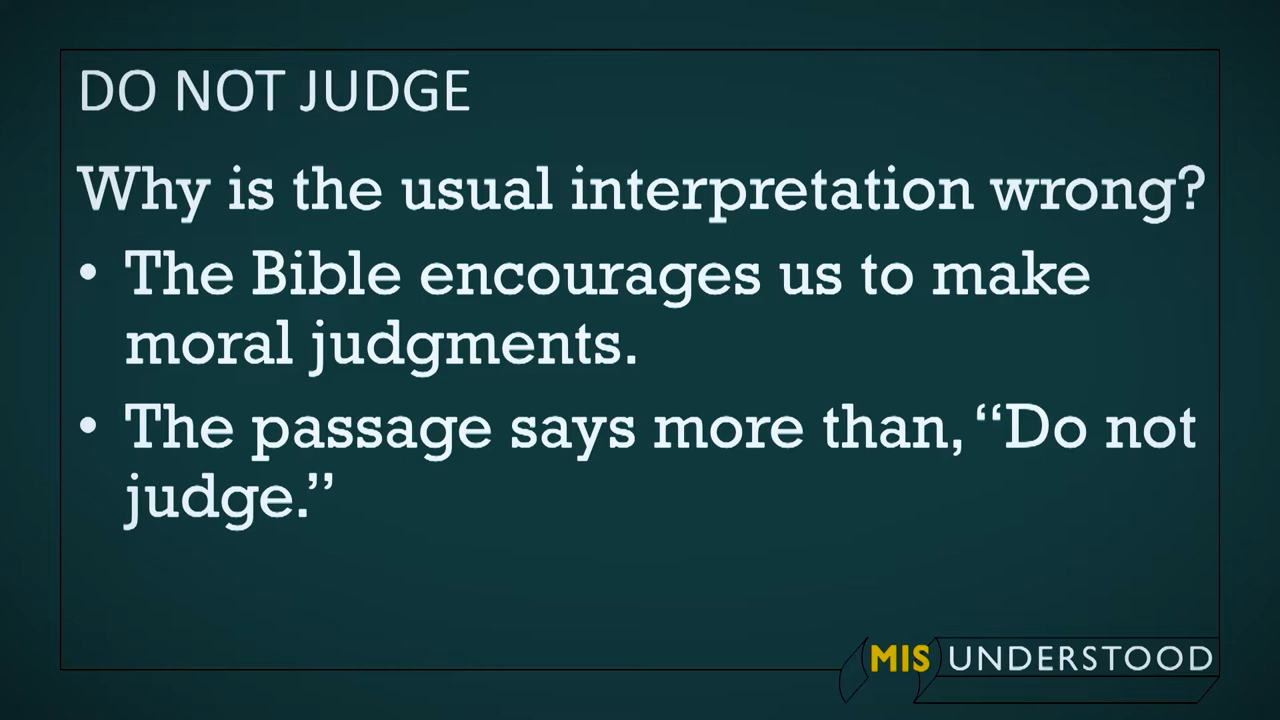 DO NOT JUDGE
Why is the usual interpretation wrong?
• The Bible encourages us to make
moral judgments.
• The passage says more than, “Do not
judge.”
MIS UNDERSTOOD